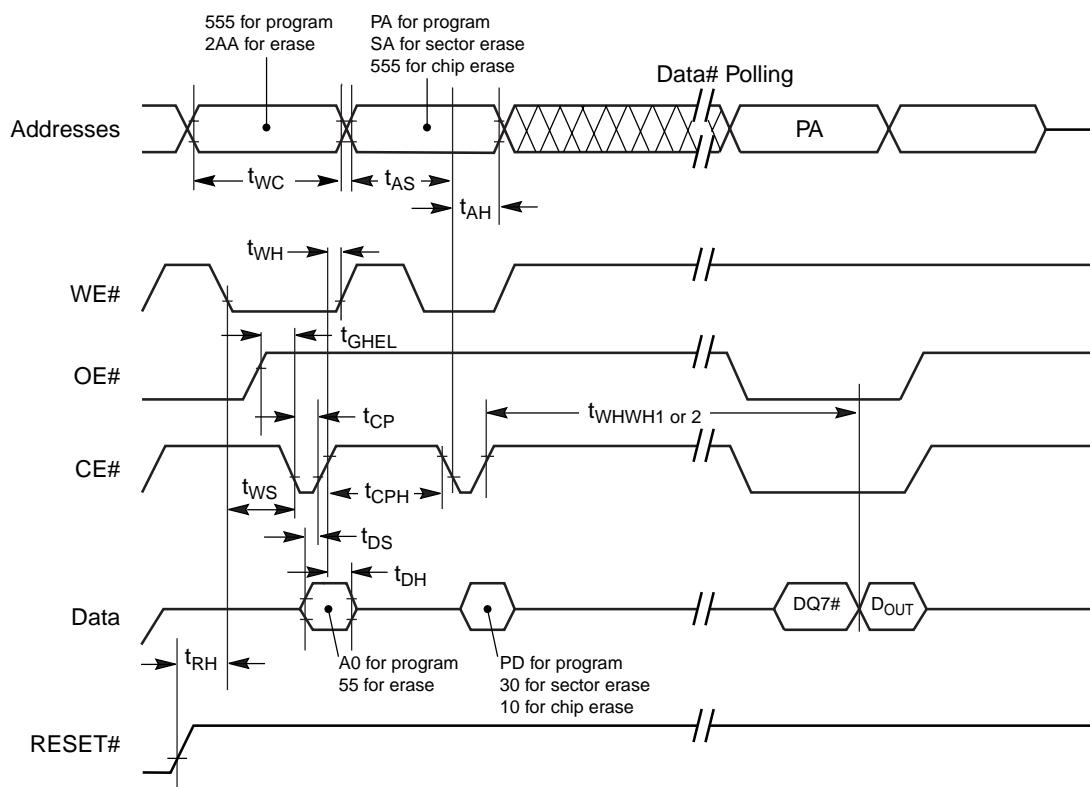 555 for program
2AA for erase
PA for program
SA for sector erase
555 for chip erase
Data# Polling
Addresses
PA
tWC
tAS
tAH
tWH
WE#
tGHEL
OE#
tWHWH1 or 2
tCP
CE#
tWS
tCPH
tDS
tDH
Data
DQ7#
DOUT
tRH
A0 for program
55 for erase
PD for program
30 for sector erase
10 for chip erase
RESET#